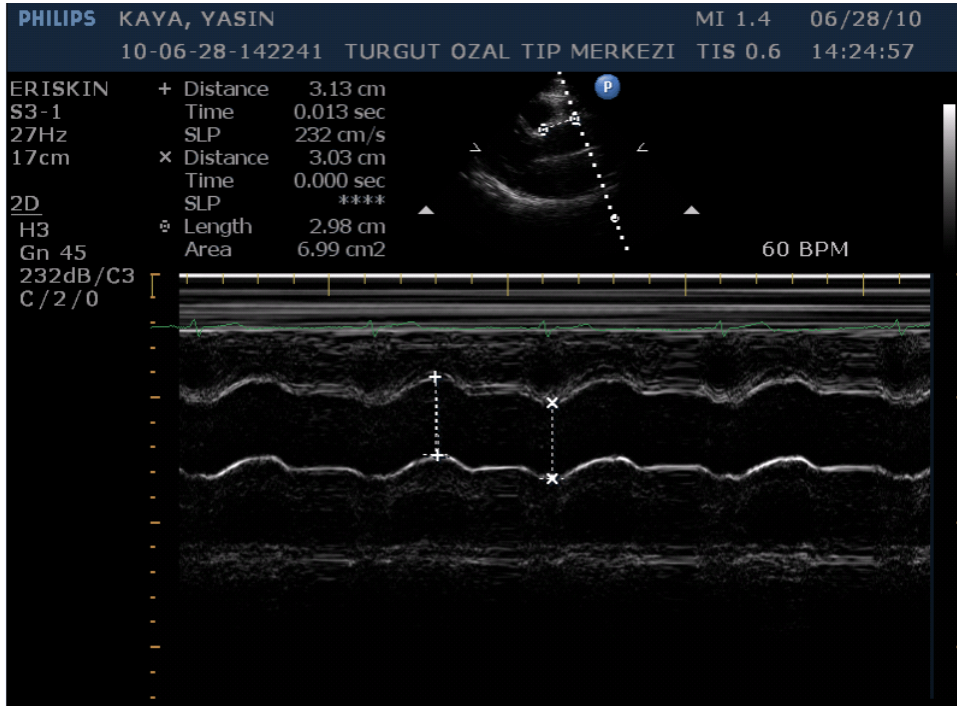 PHILIPS KAYA, YASIN MI 1.4 06/28/10
10-06-28-142241 TURGUT OZAL TIP MERKEZI TIS 0.6 14:24:57
P
ERISKIN
S3-1
27Hz
17cm
2D
H3
Gn 45
232dB/C3
C/2/0
+ Distance 3.13 cm
Time 0.013 sec
SLP 232 cm/s
× Distance 3.03 cm
Time 0.000 sec
SLP ****
Length 2.98 cm
Area 6.99 cm2
60 BPM